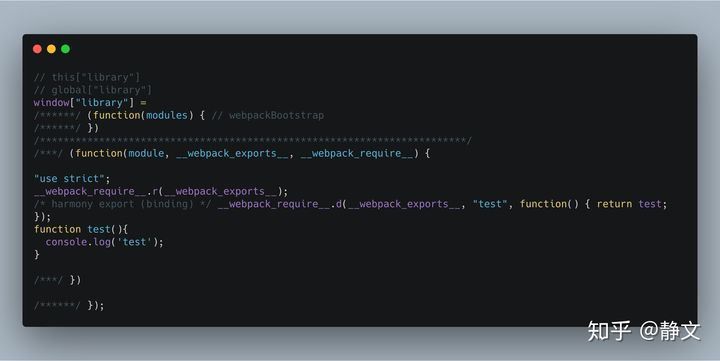 // this["library"]
// global["library"]
window["library"] =
/******/ (function(modules) { // webpackBootstrap
/******/ })
/************************************************************************/
/***/ (function(module, __webpack_exports__, __webpack_require__) {
"use strict";
__webpack_require__.r(__webpack_exports__);
/* harmony export (binding) */ __webpack_require__.d(__webpack_exports__, "test", function() { return test;
});
function test(){
  console.log('test');
}
/***/ })
/******/ });
知乎 @静文